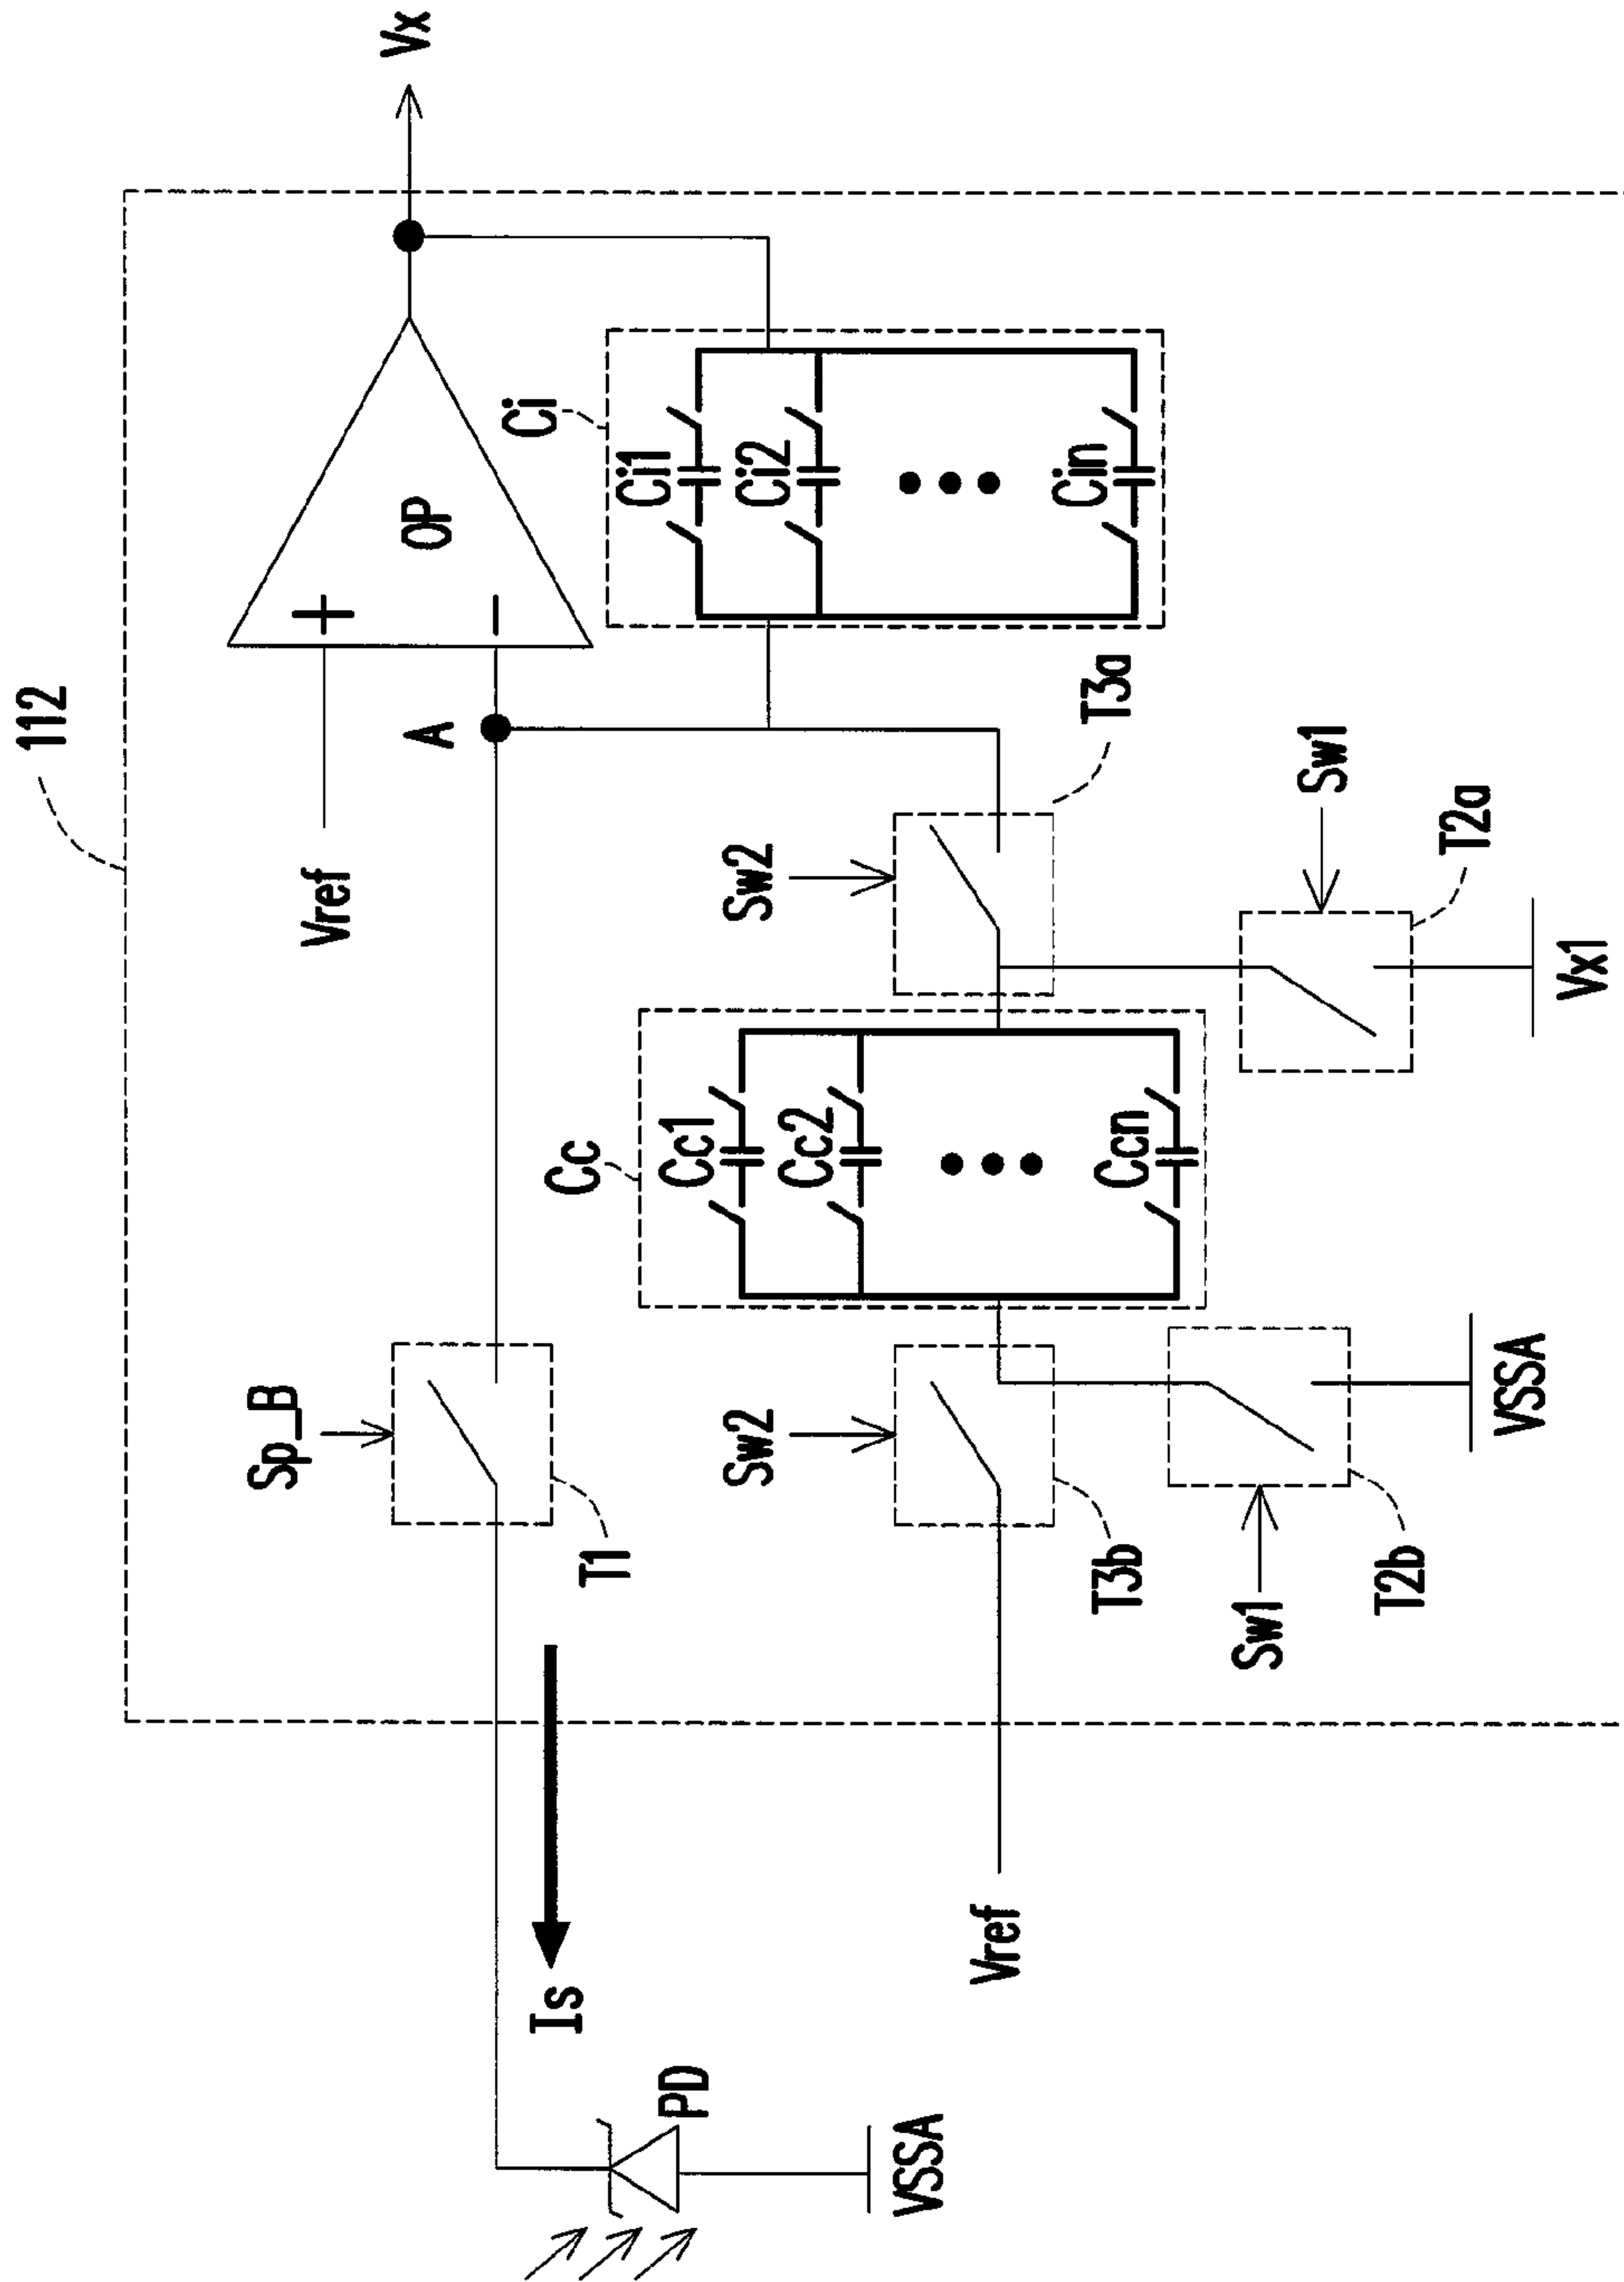 112
Vx
Vref
+
−
OP
A
Sp_B
T1
Is
PD
VSSA
Ci
Ci1
Ci2
Cin
Sw2
T3a
Cc
Cc1
Cc2
Ccn
Sw2
T3b
Vref
Sw1
T2a
Vx1
Sw1
T2b
VSSA